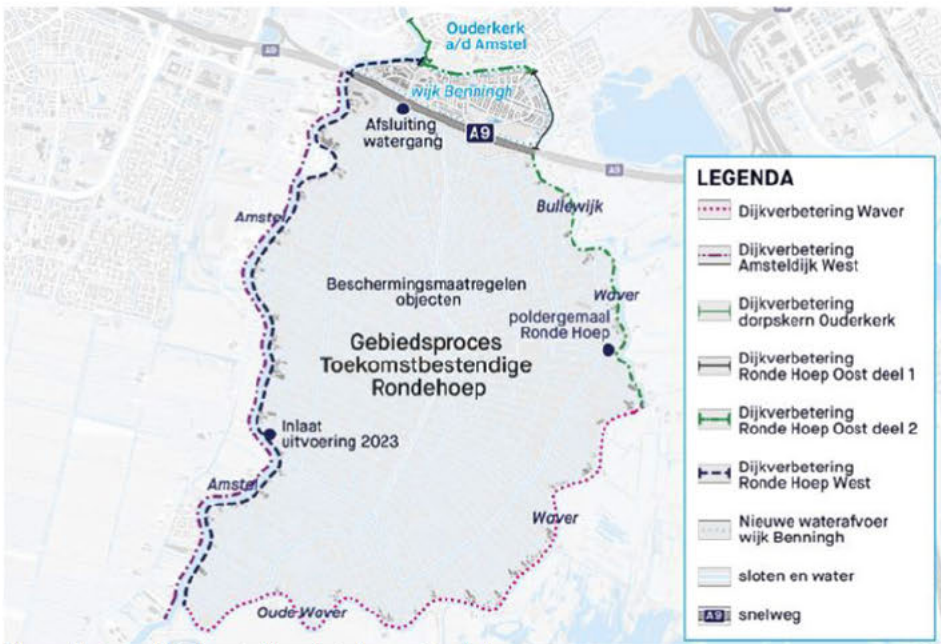 Ouderkerk
a/d Amstel
A9
wijk Benningh
Afsluiting
watergang
A9
A9
Bullewijk
Amstel
Beschermingsmaatregelen
objecten
Waver
poldergemaal
Ronde Hoep
Gebiedsproces
Toekomstbestendige
Rondehoep
Inlaat
uitvoering 2023
Amstel
Waver
Oude Waver
LEGENDA
Dijkverbetering Waver
Dijkverbetering
Amsteldijk West
Dijkverbetering
dorpskern Ouderkerk
Dijkverbetering
Ronde Hoep Oost deel 1
Dijkverbetering
Ronde Hoep Oost deel 2
Dijkverbetering
Ronde Hoep West
Nieuwe waterafvoer
wijk Benningh
sloten en water
A9 snelweg